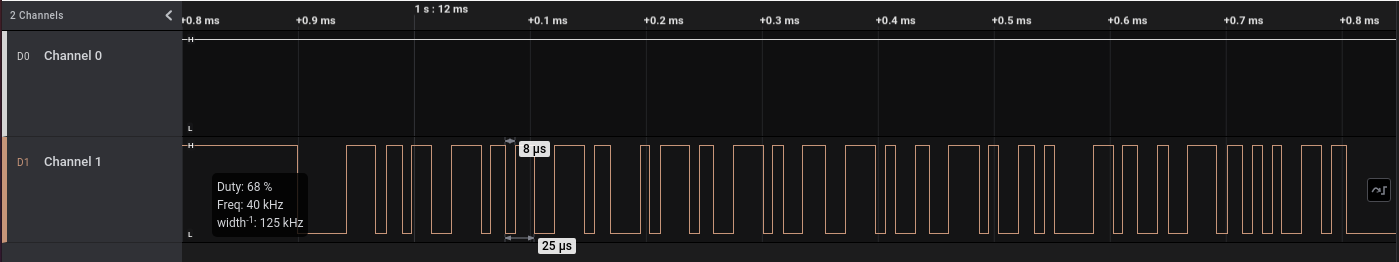 2 Channels
1 s : 12 ms
+0.8 ms +0.9 ms +0.1 ms +0.2 ms +0.3 ms +0.4 ms +0.5 ms +0.6 ms +0.7 ms +0.8 ms
H
D0 Channel 0
L
H
8 µs
D1 Channel 1
Duty: 68 %
Freq: 40 kHz
width-1: 125 kHz
L
25 µs